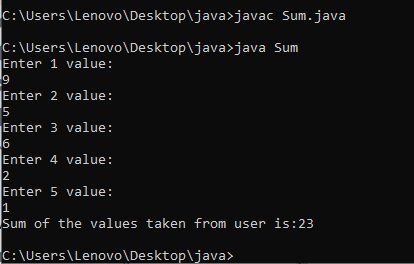 C:\Users\Lenovo\Desktop\java>javac Sum.java
C:\Users\Lenovo\Desktop\java>java Sum
Enter 1 value:
9
Enter 2 value:
5
Enter 3 value:
6
Enter 4 value:
2
Enter 5 value:
1
Sum of the values taken from user is:23
C:\Users\Lenovo\Desktop\java>